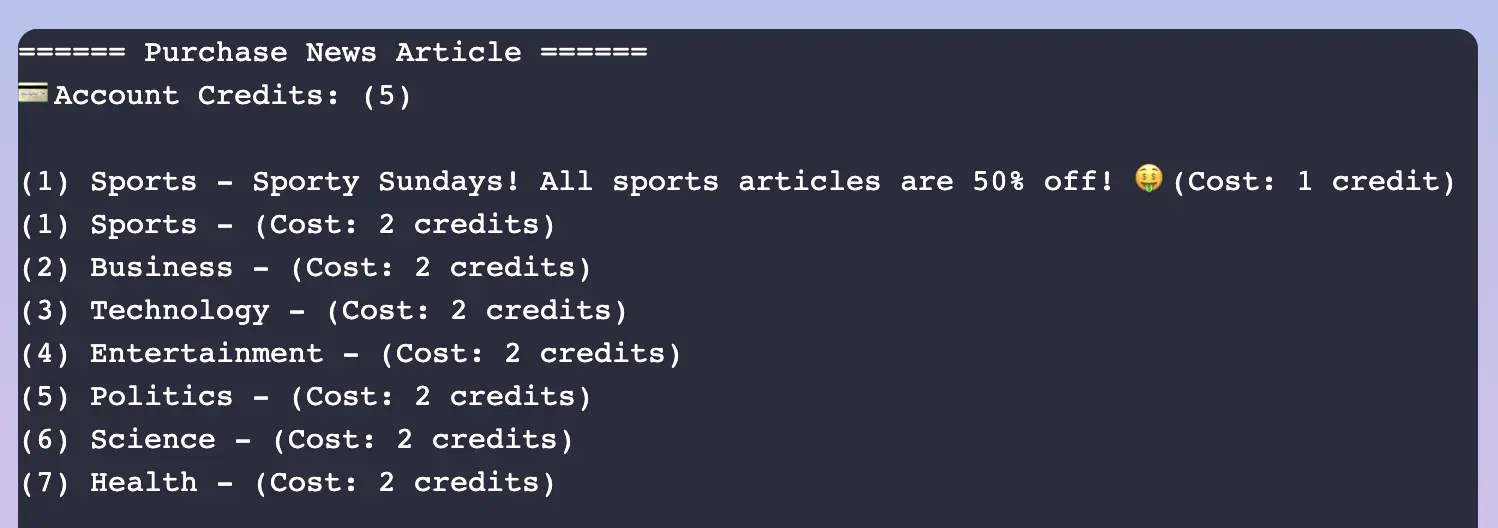 ====== Purchase News Article ======
💳Account Credits: (5)
(1) Sports - Sporty Sundays! All sports articles are 50% off! 🤑(Cost: 1 credit)
(1) Sports - (Cost: 2 credits)
(2) Business - (Cost: 2 credits)
(3) Technology - (Cost: 2 credits)
(4) Entertainment - (Cost: 2 credits)
(5) Politics - (Cost: 2 credits)
(6) Science - (Cost: 2 credits)
(7) Health - (Cost: 2 credits)